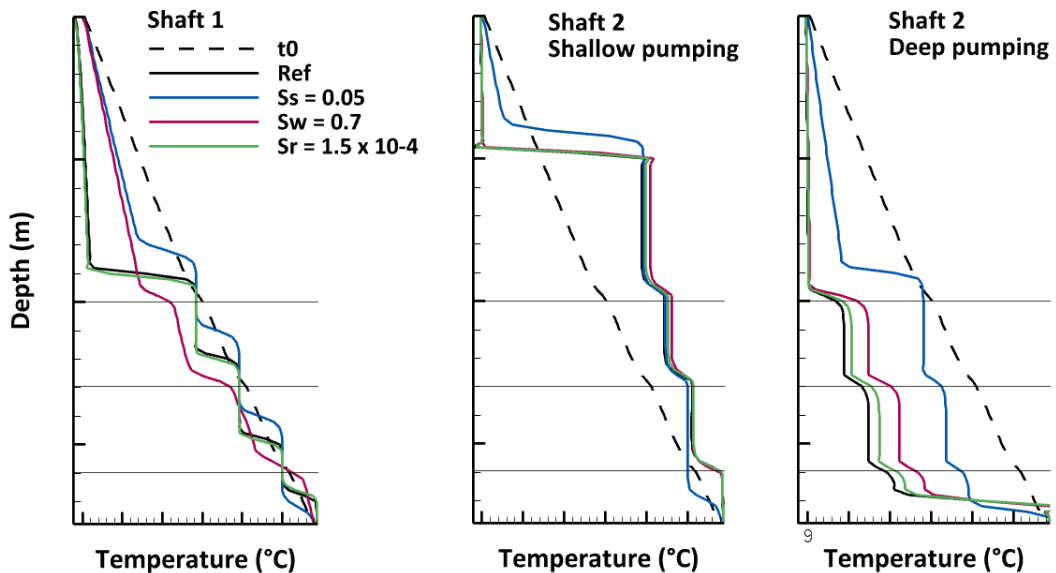 Shaft 1
t0
Ref
Ss = 0.05
Sw = 0.7
Sr = 1.5 x 10-4
Shaft 2
Shallow pumping
Shaft 2
Deep pumping
Depth (m)
9
Temperature (°C)
Temperature (°C)
Temperature (°C)